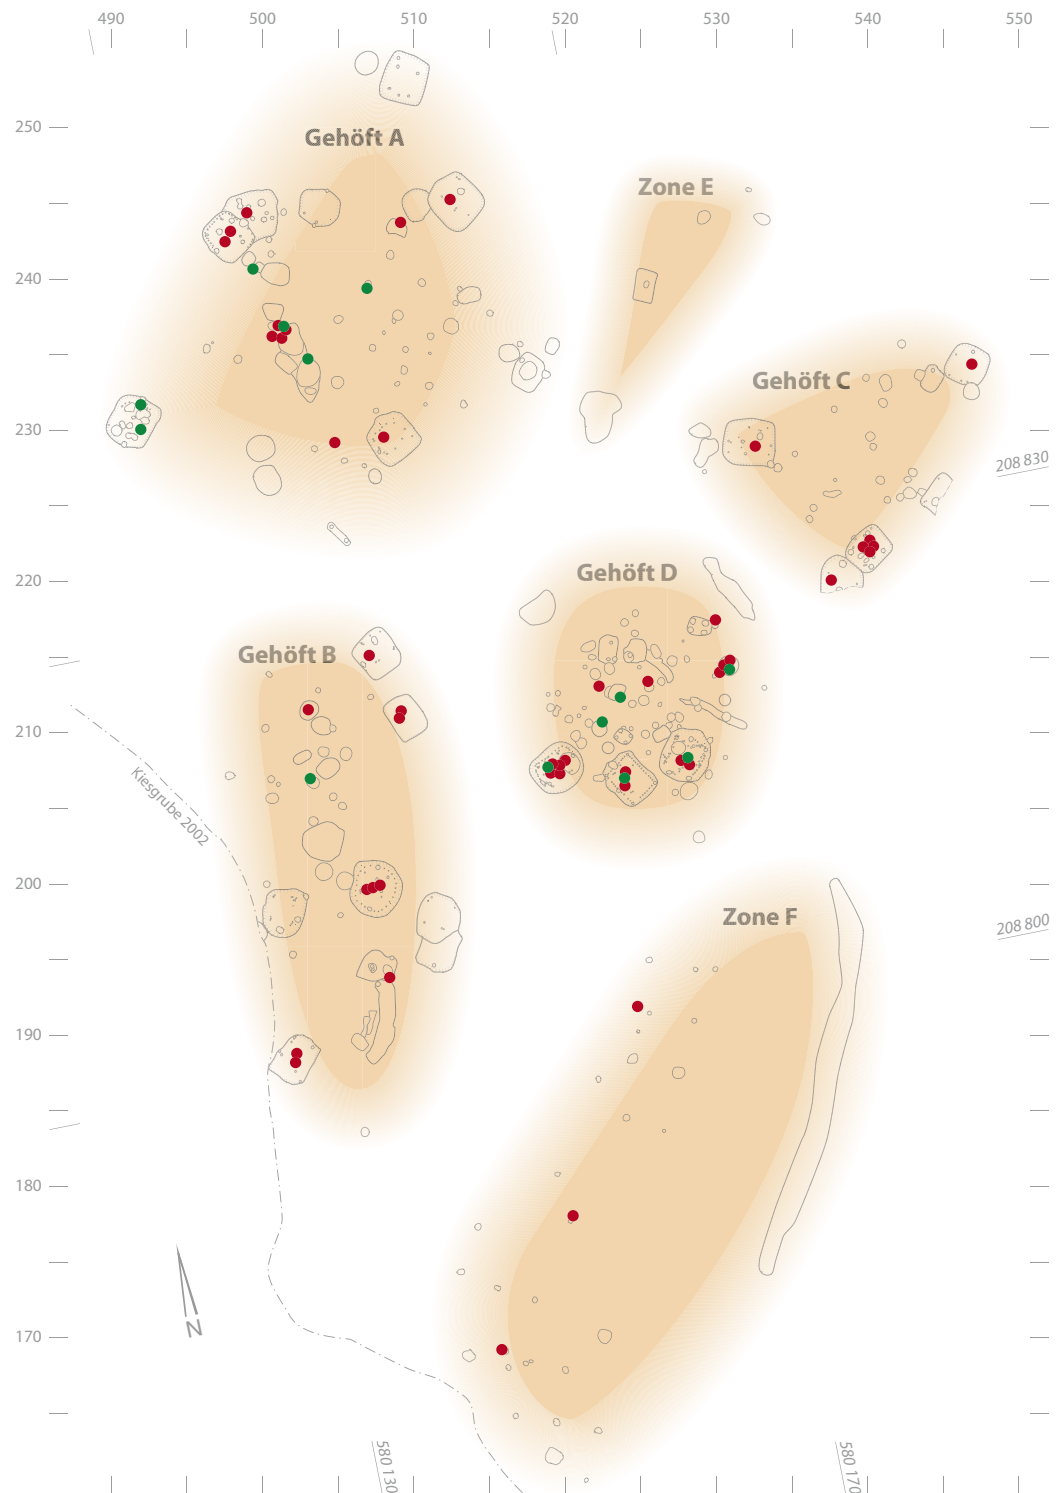 490 500 510 520 530 540 550
250
Gehöft A
Zone E
240
Gehöft C
230
208 830
220
Gehöft D
Gehöft B
210
Kiesgrube 2002
200
Zone F
208 800
190
180
N
170
580 130
580 170